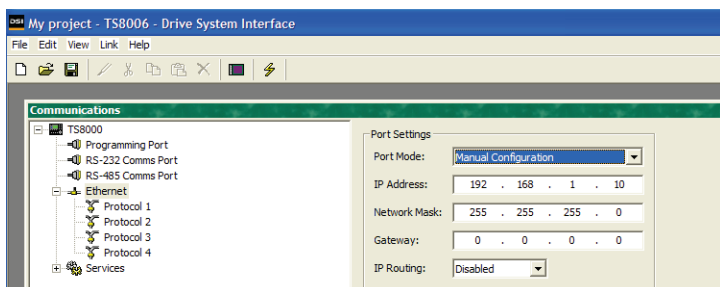 DSI My project - TS8006 - Drive System Interface
File Edit View Link Help
Communications
TS8000
Programming Port
RS-232 Comms Port
RS-485 Comms Port
Ethernet
Protocol 1
Protocol 2
Protocol 3
Protocol 4
Services
Port Settings
Port Mode: Manual Configuration
IP Address: 192 . 168 . 1 . 10
Network Mask: 255 . 255 . 255 . 0
Gateway: 0 . 0 . 0 . 0
IP Routing: Disabled